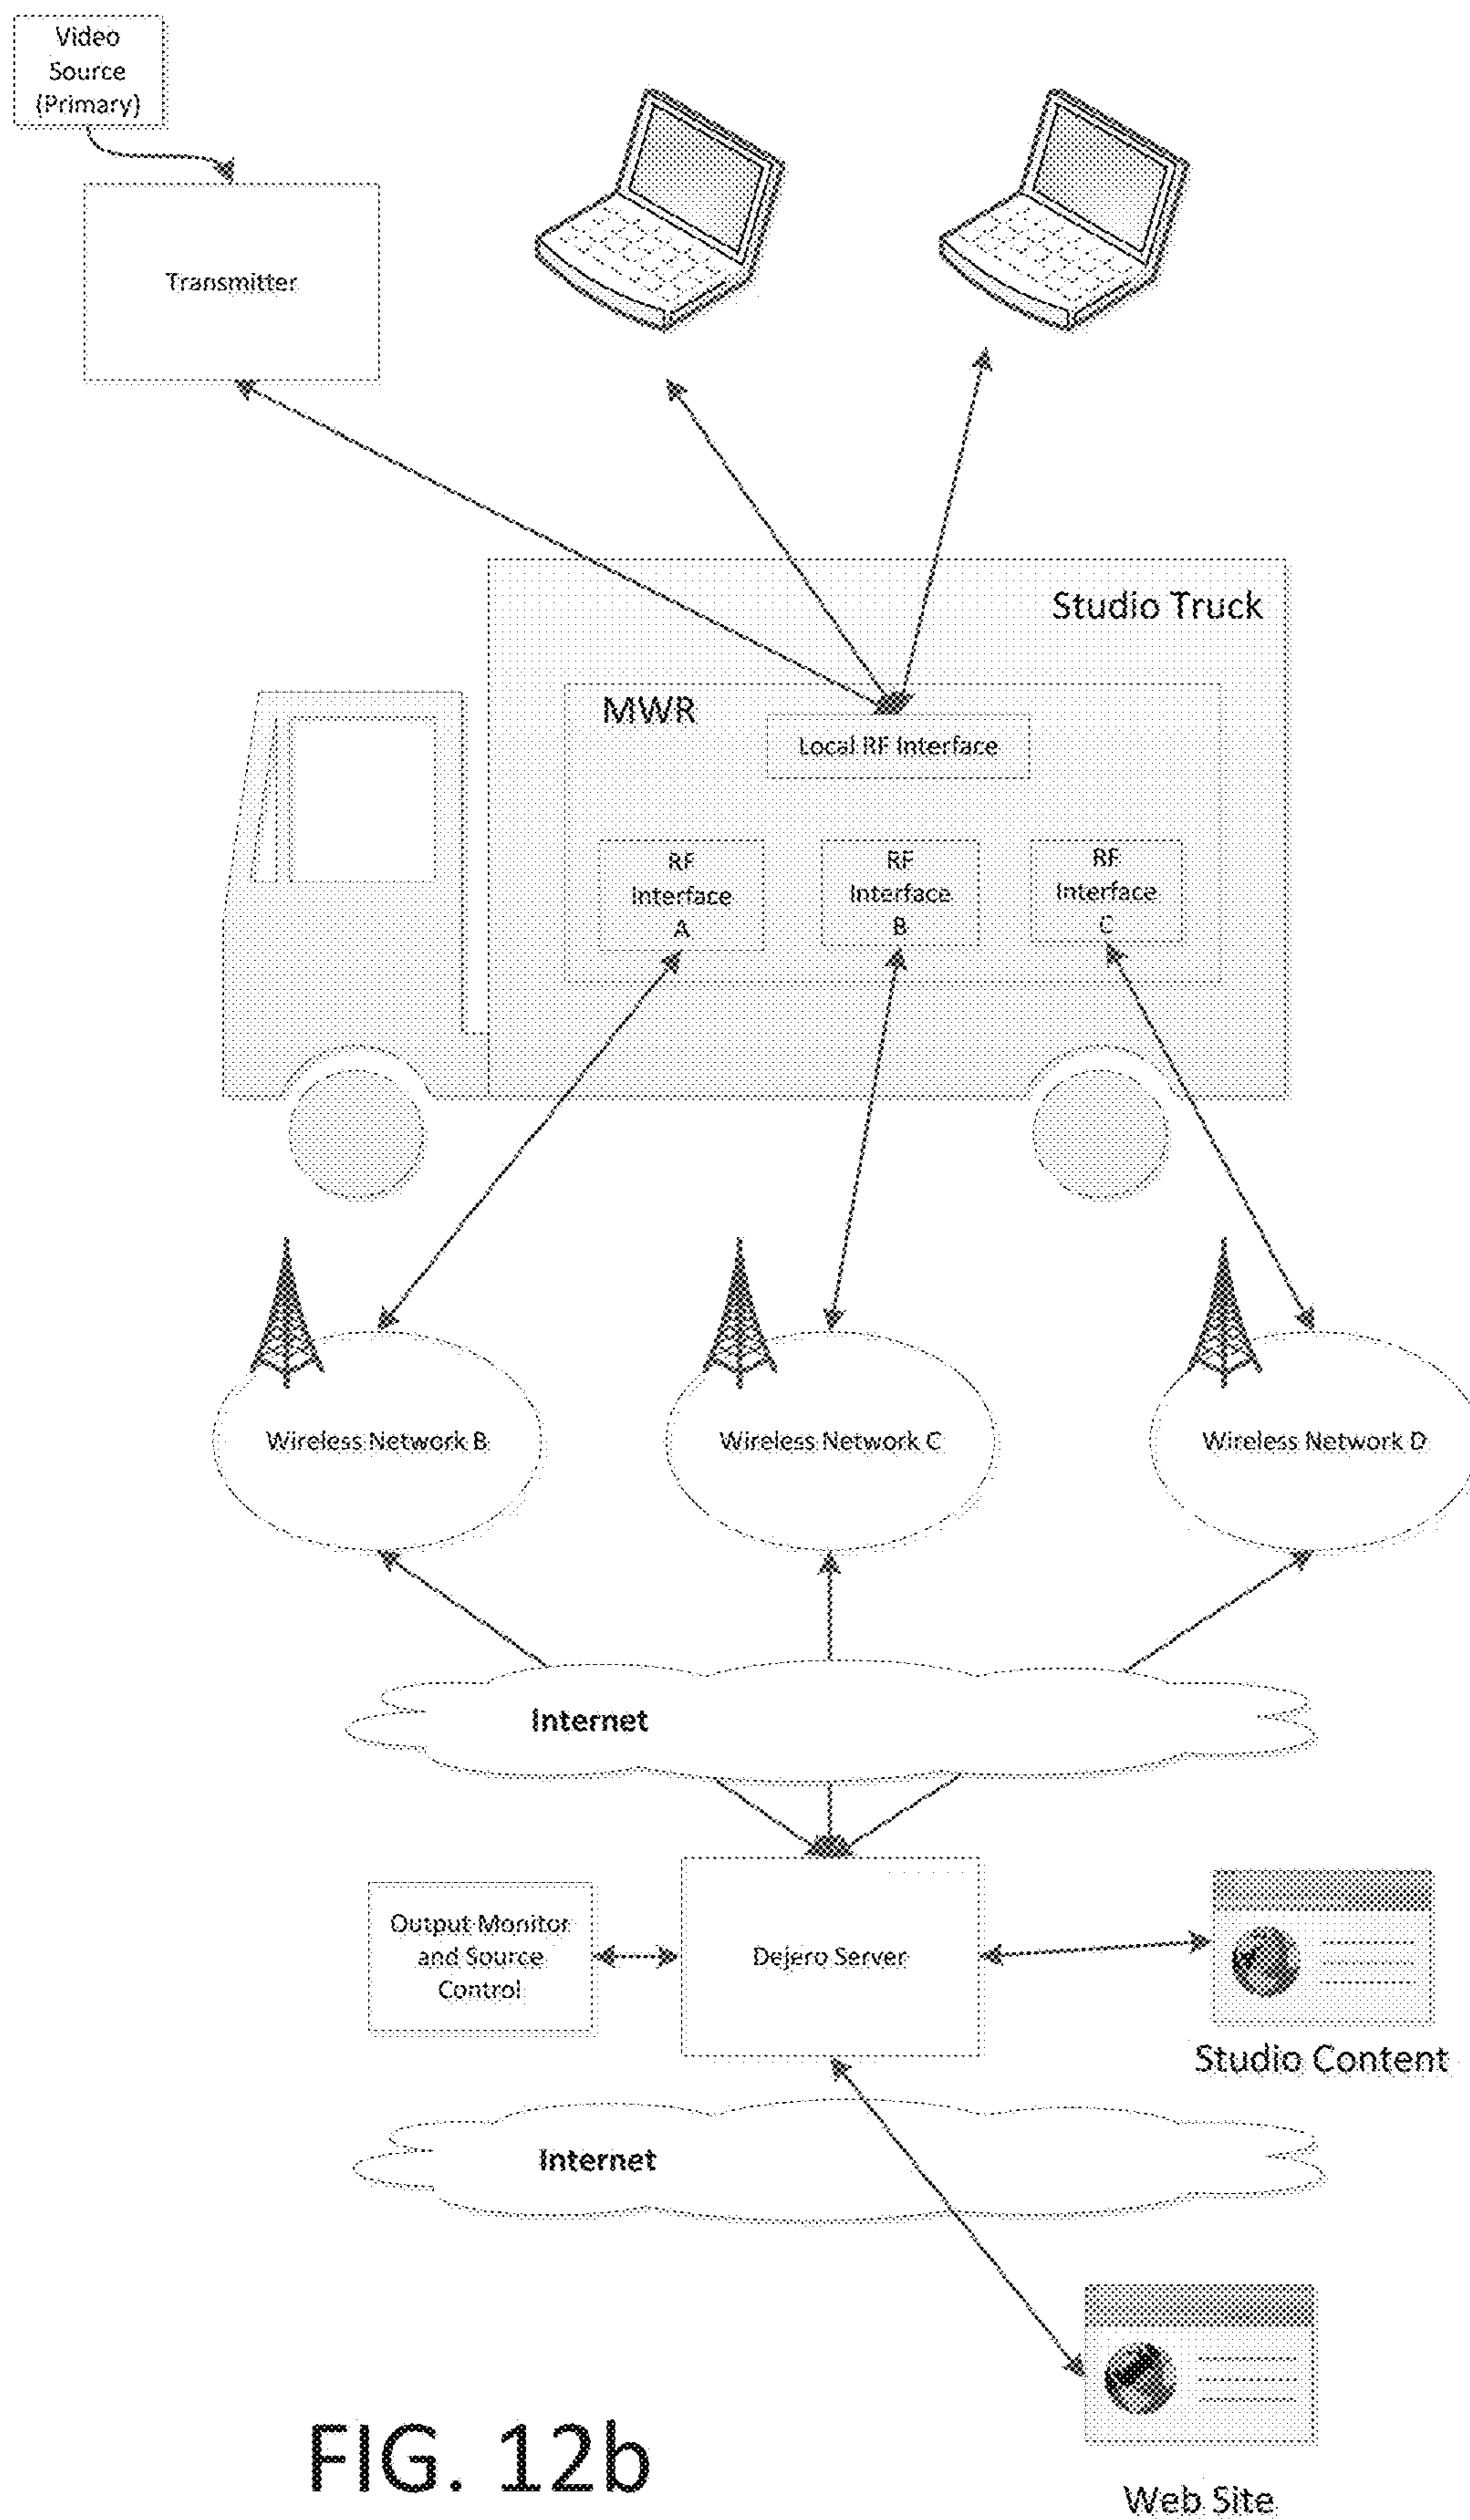 Video
Source
(Primary)
Transmitter
Studio Truck
MWR
Local RF Interface
RF
Interface
A
RF
Interface
B
RF
Interface
C
Wireless Network B
Wireless Network C
Wireless Network D
Internet
Output Monitor
and Source
Control
Dejero Server
Studio Content
Internet
Web Site
FIG. 12b